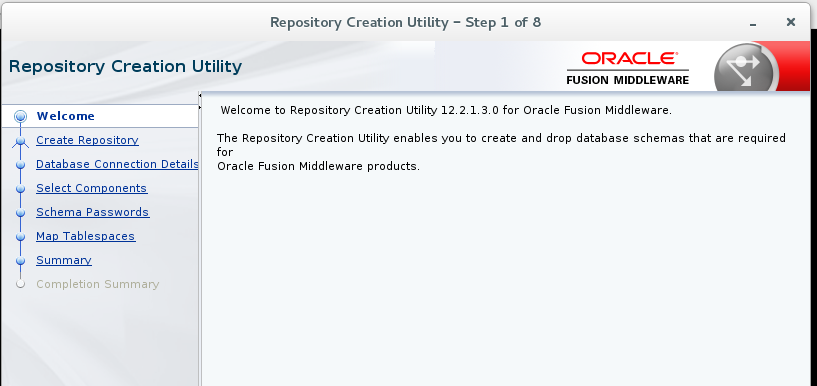 Repository Creation Utility – Step 1 of 8
Repository Creation Utility
ORACLE
FUSION MIDDLEWARE
Welcome
Create Repository
Database Connection Details
Select Components
Schema Passwords
Map Tablespaces
Summary
Completion Summary
Welcome to Repository Creation Utility 12.2.1.3.0 for Oracle Fusion Middleware.
The Repository Creation Utility enables you to create and drop database schemas that are required
for
Oracle Fusion Middleware products.